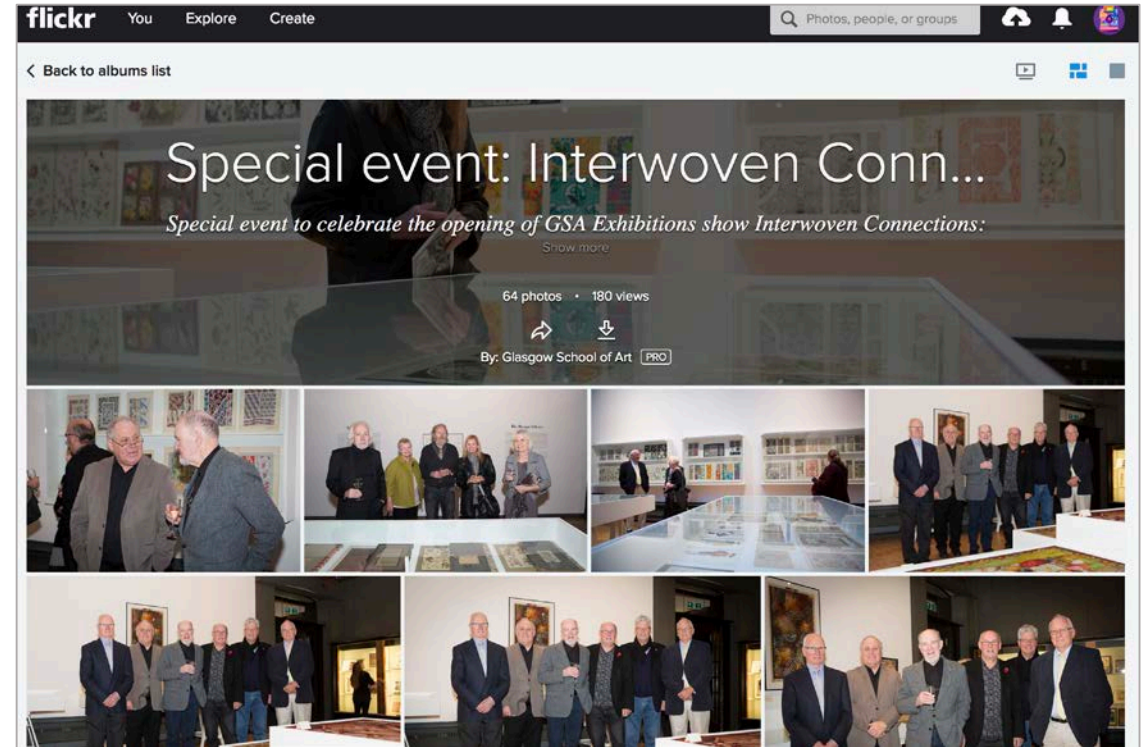 flickr You Explore Create Photos, people, or groups
Back to albums list
Special event: Interwoven Conn...
Special event to celebrate the opening of GSA Exhibitions show Interwoven Connections:
Show more
64 photos • 180 views
By: Glasgow School of Art PRO